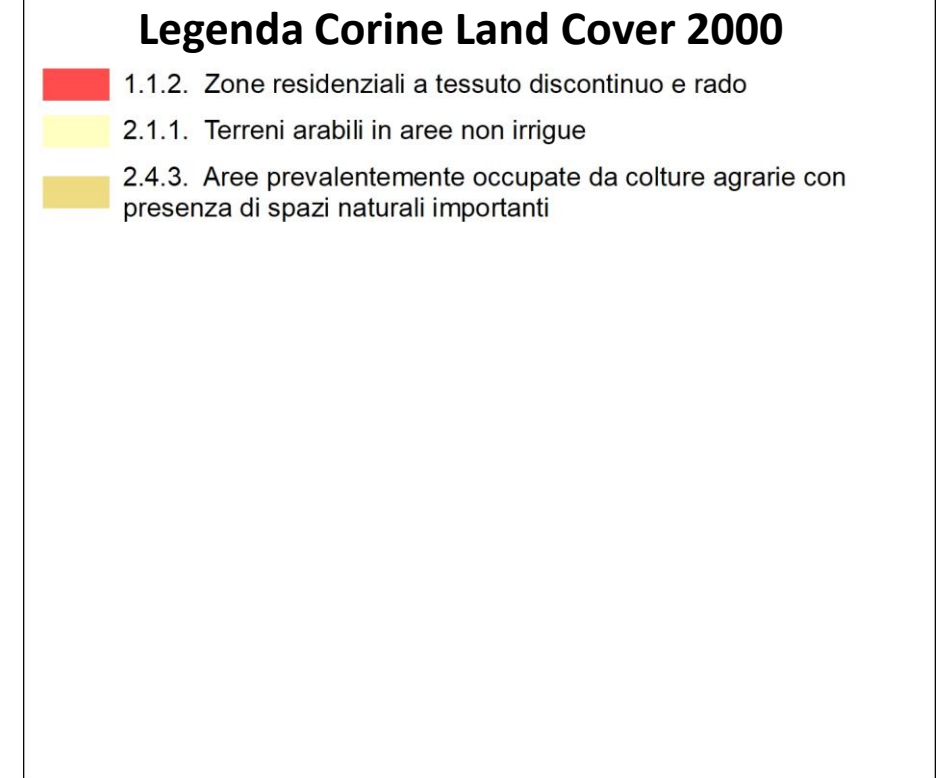 Legenda Corine Land Cover 2000
1.1.2. Zone residenziali a tessuto discontinuo e rado
2.1.1. Terreni arabili in aree non irrigue
2.4.3. Aree prevalentemente occupate da colture agrarie con
presenza di spazi naturali importanti